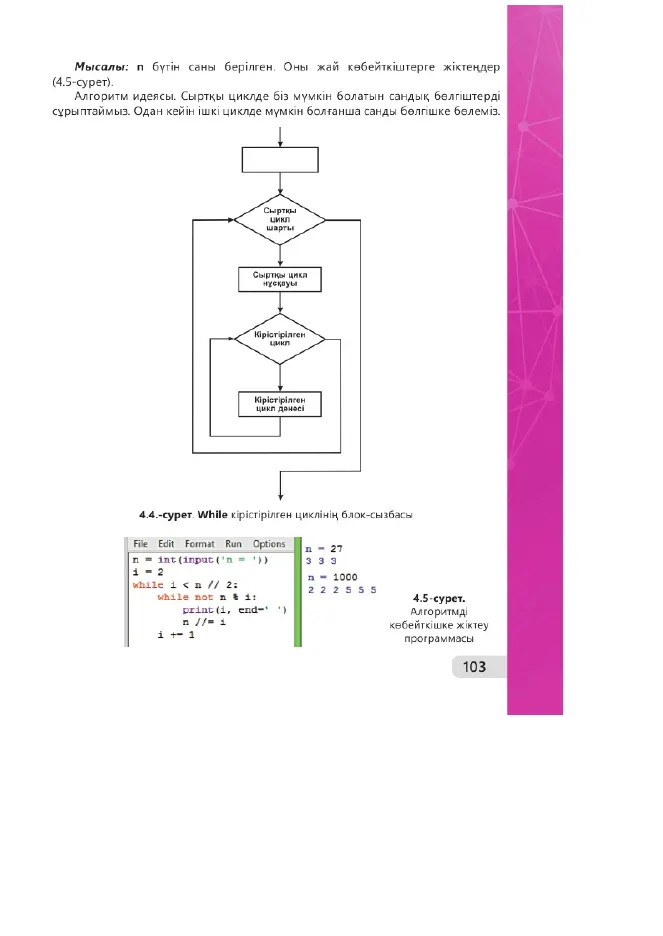 Мысалы: n бүтін саны берілген. Оны жай көбейткіштерге жіктеңдер
(4.5-сурет).
Алгоритм идеясы. Сыртқы циклде біз мүмкін болатын сандық бөлгіштерді
сұрыптаймыз. Одан кейін ішкі циклде мүмкін болғанша санды бөлгішке бөлеміз.
Сыртқы
цикл
шарты
Сыртқы цикл
нұсқауы
Кірістірілген
цикл
Кірістірілген
цикл денесі
4.4.-сурет. While кірістірілген циклінің блок-сызбасы
File Edit Format Run Options
n = int(input('n = '))
i = 2
while i < n // 2:
    while not n % i:
        print(i, end=' ')
        n //= i
    i += 1
n = 27
3 3 3
n = 1000
2 2 2 5 5 5
4.5-сурет.
Алгоритмді
көбейткішке жіктеу
программасы
103